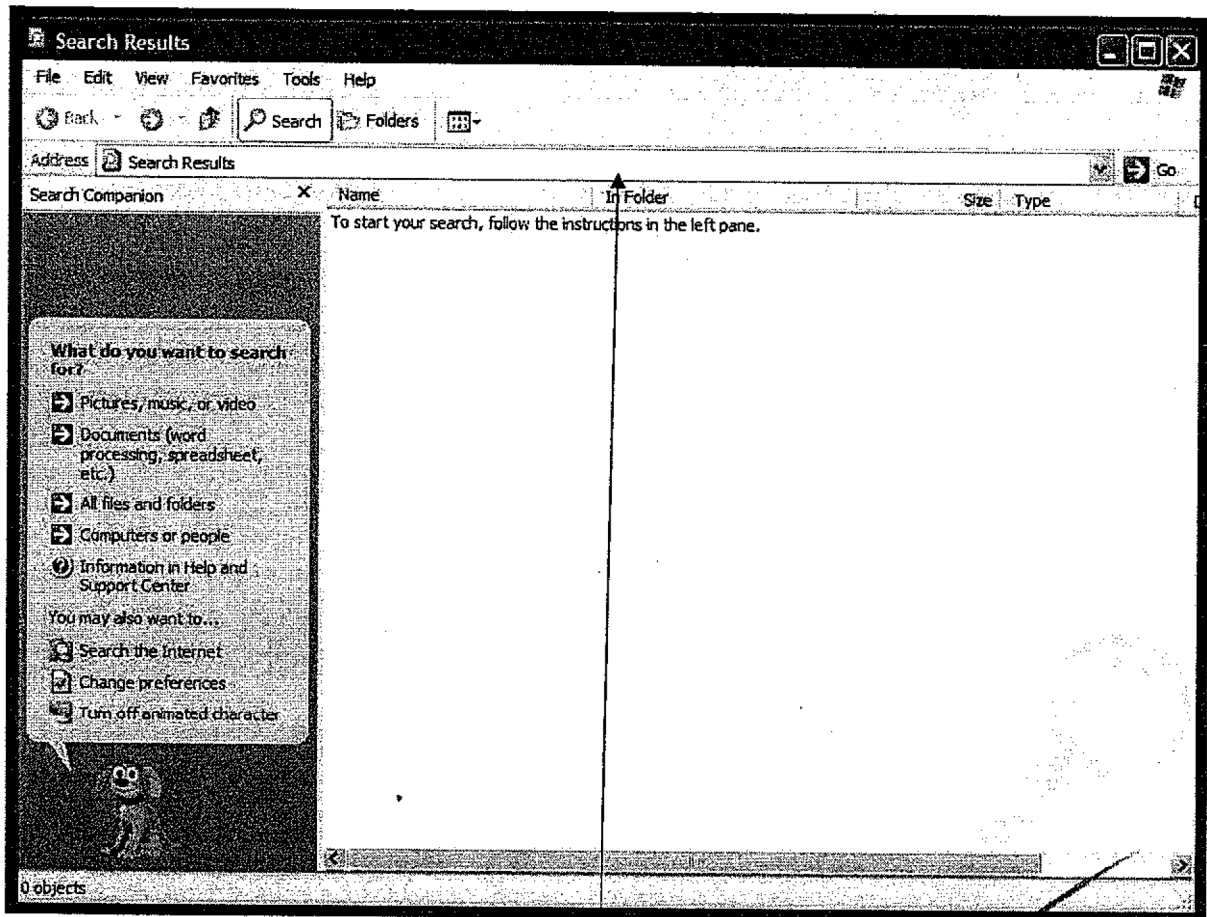 Search Results
File Edit View Favorites Tools Help
Back Search Folders
Address Search Results Go
Search Companion
Name In Folder Size Type D
To start your search, follow the instructions in the left pane.
What do you want to search
for?
Pictures, music, or video
Documents (word
processing, spreadsheet,
etc.)
All files and folders
Computers or people
Information in Help and
Support Center
You may also want to...
Search the Internet
Change preferences
Turn off animated character
0 objects